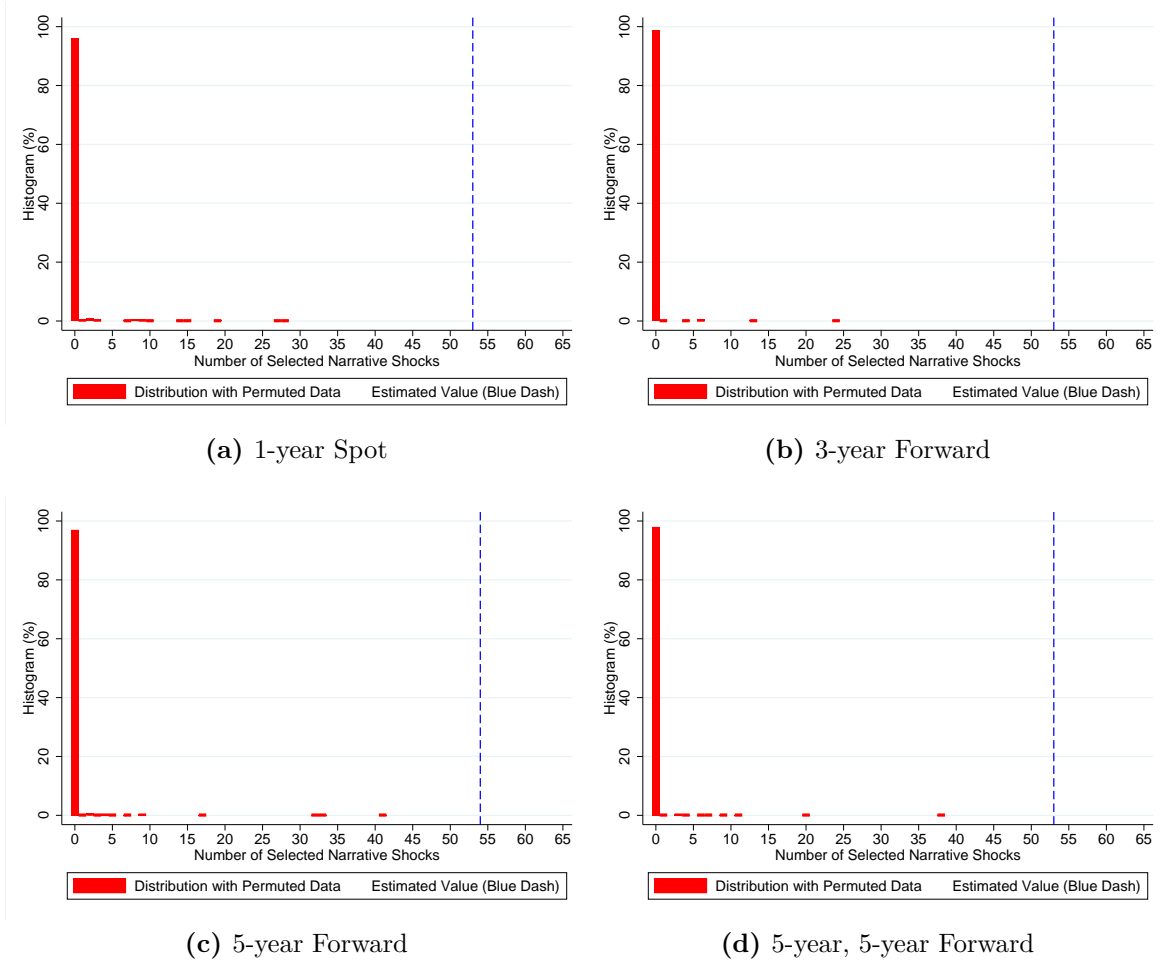 Histogram (%)
100
80
60
40
20
0
0 5 10 15 20 25 30 35 40 45 50 55 60 65
Number of Selected Narrative Shocks
Distribution with Permuted Data Estimated Value (Blue Dash)
(a) 1-year Spot
Histogram (%)
100
80
60
40
20
0
0 5 10 15 20 25 30 35 40 45 50 55 60 65
Number of Selected Narrative Shocks
Distribution with Permuted Data Estimated Value (Blue Dash)
(b) 3-year Forward
Histogram (%)
100
80
60
40
20
0
0 5 10 15 20 25 30 35 40 45 50 55 60 65
Number of Selected Narrative Shocks
Distribution with Permuted Data Estimated Value (Blue Dash)
(c) 5-year Forward
Histogram (%)
100
80
60
40
20
0
0 5 10 15 20 25 30 35 40 45 50 55 60 65
Number of Selected Narrative Shocks
Distribution with Permuted Data Estimated Value (Blue Dash)
(d) 5-year, 5-year Forward